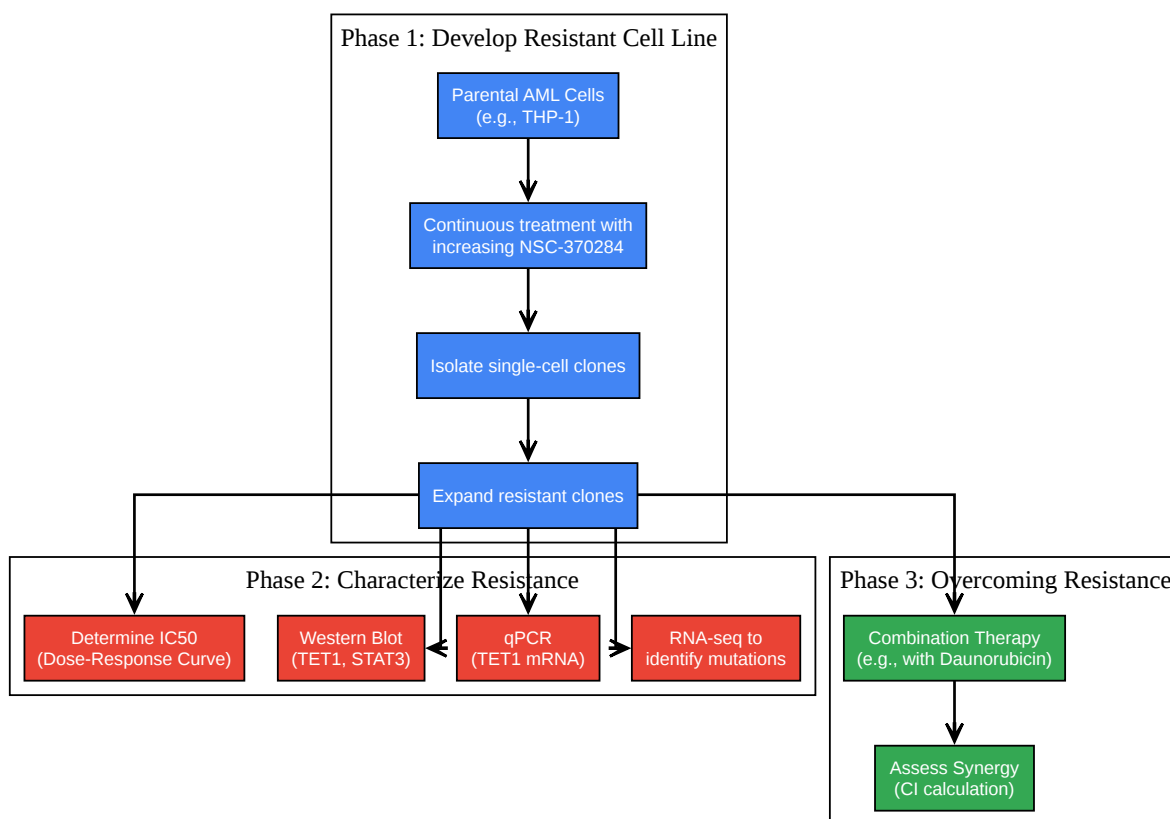 Phase 1: Develop Resistant Cell Line
Parental AML Cells
(e.g., THP-1)
Continuous treatment with
increasing NSC-370284
Isolate single-cell clones
Expand resistant clones
Phase 2: Characterize Resistance
Determine IC50
(Dose-Response Curve)
Western Blot
(TET1, STAT3)
qPCR
(TET1 mRNA)
RNA-seq to
identify mutations
Phase 3: Overcoming Resistance
Combination Therapy
(e.g., with Daunorubicin)
Assess Synergy
(CI calculation)